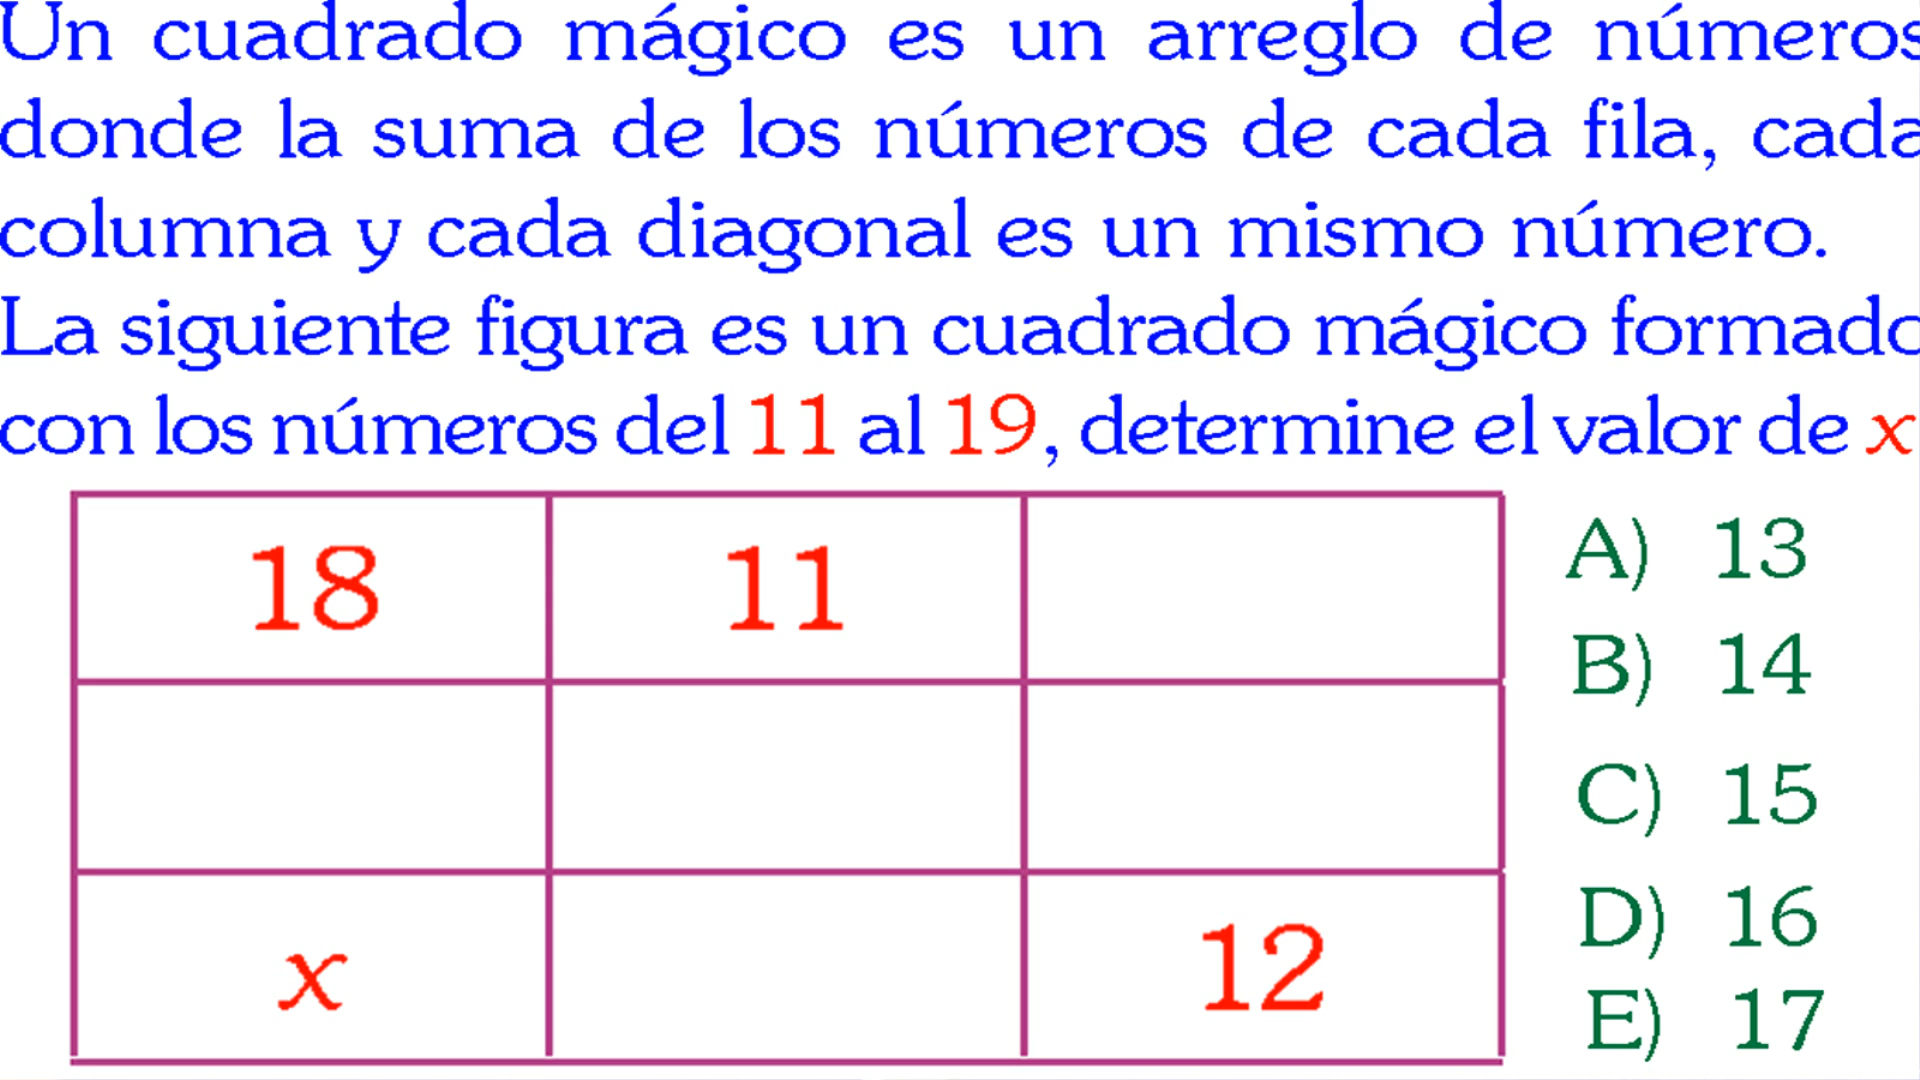 Un cuadrado mágico es un arreglo de números
donde la suma de los números de cada fila, cada
columna y cada diagonal es un mismo número.
La siguiente figura es un cuadrado mágico formado
con los números del 11 al 19, determine el valor de x
18 11
x 12
A) 13
B) 14
C) 15
D) 16
E) 17